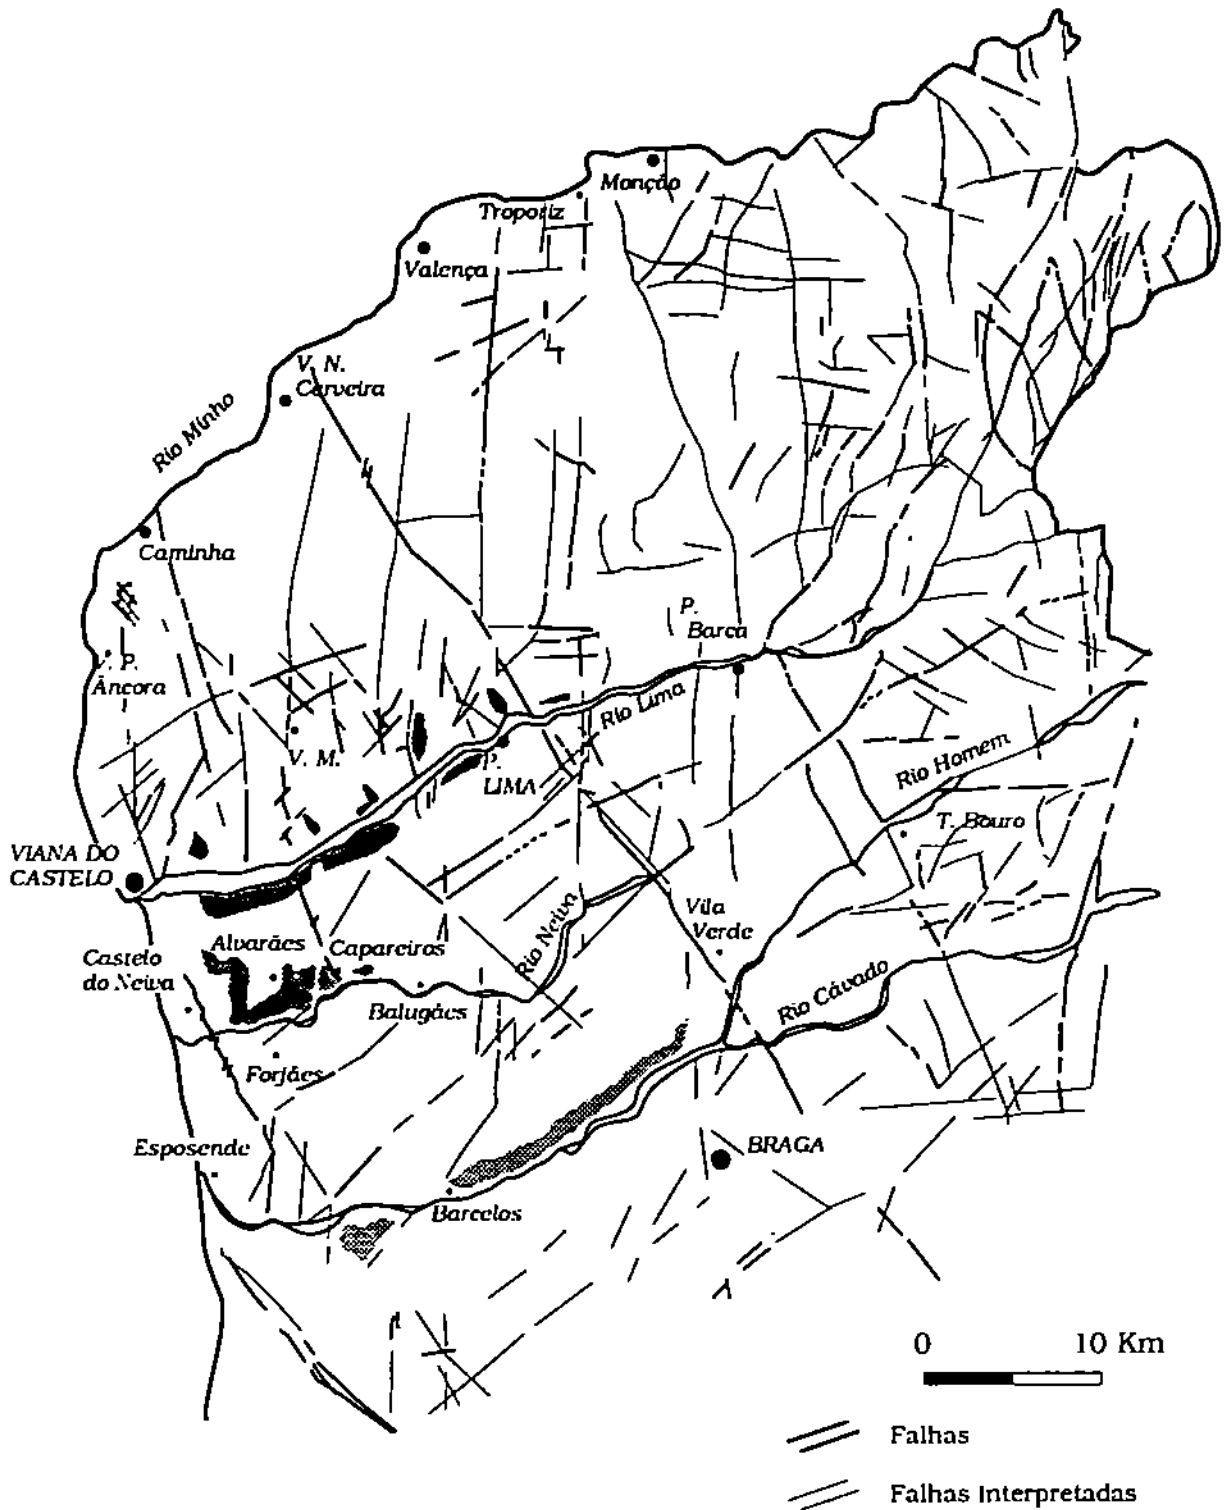 Monção
Troporiz
Valença
V. N.
Cerveira
Rio Minho
Caminha
V. P.
Âncora
P.
Barca
Rio Lima
V. M.
P.
LIMA
Rio Homem
T. Bouro
VIANA DO
CASTELO
Vila
Verde
Rio Neiva
Alvarães
Capareiros
Castelo
do Neiva
Balugães
Rio Cávado
Forjães
Esposende
BRAGA
Barcelos
0 10 Km
Falhas
Falhas Interpretadas